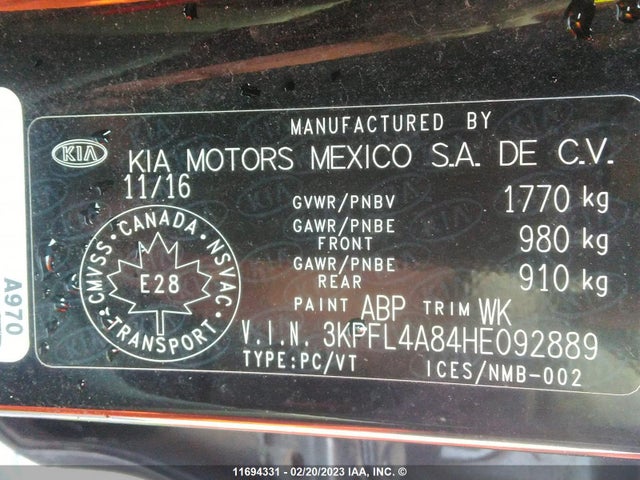 MANUFACTURED BY
KIA KIA MOTORS MEXICO S.A. DE C.V.
11/16
GVWR/PNBV 1770 kg
GAWR/PNBE FRONT 980 kg
GAWR/PNBE REAR 910 kg
CMVSS • CANADA • NSVAC • TRANSPORT •
E28
PAINT ABP TRIM WK
V.I.N. 3KPFL4A84HE092889
TYPE:PC/VT ICES/NMB-002
A970
11694331 - 02/20/2023 IAA, INC. ©